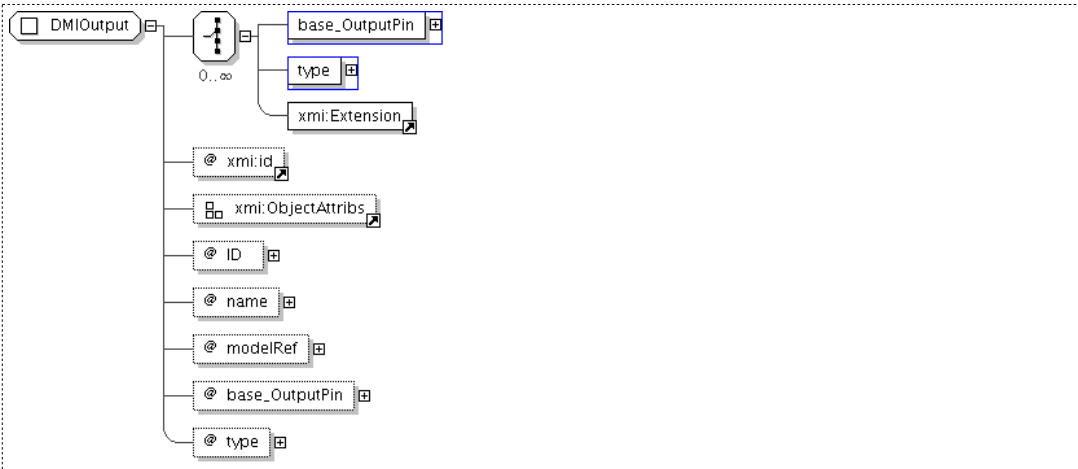 DMIOutput
base_OutputPin
0..∞
type
xmi:Extension
@ xmi:id
xmi:ObjectAttribs
@ ID
@ name
@ modelRef
@ base_OutputPin
@ type